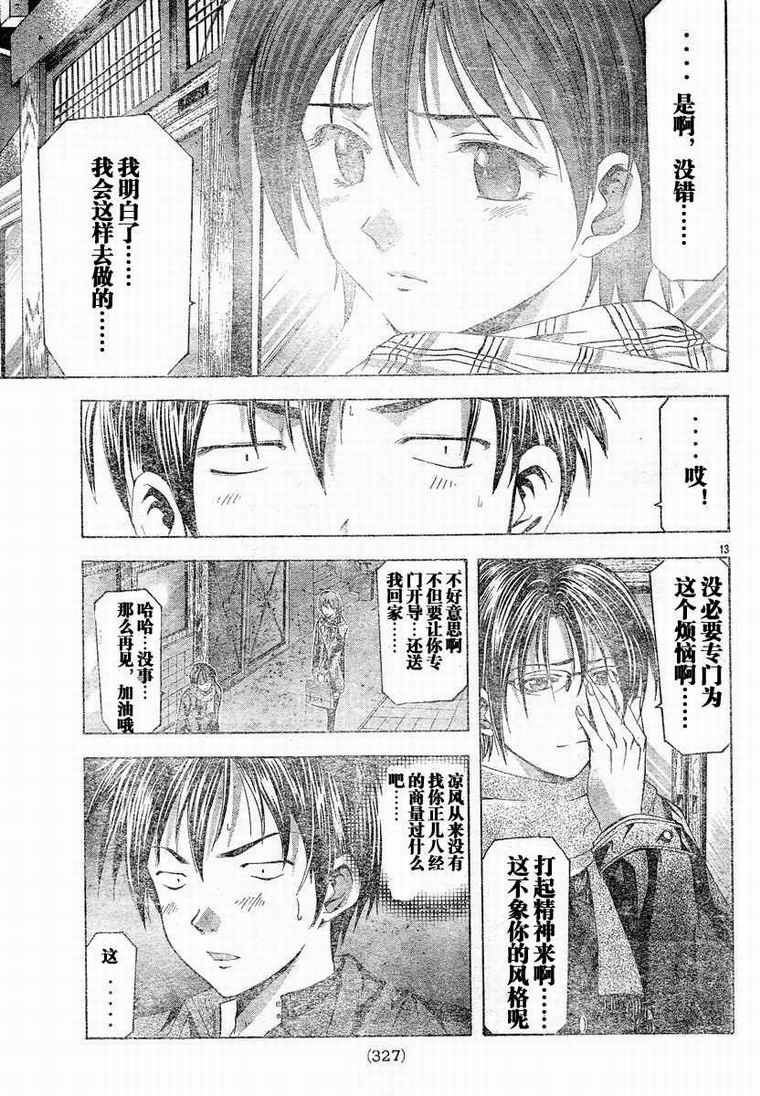 ....
是啊，没错……
我明白了……
我会这样去做的……
....
哎！
13
没必要专门为
这个烦恼啊……
打起精神来啊……
这不象你的风格呢
不好意思啊
不但要让你专
门开导…还送
我回家……
哈哈…没事…
那么再见，加油哦
凉风从来没有
找你正儿八经
的商量过什么
吧……
这
....
(327)